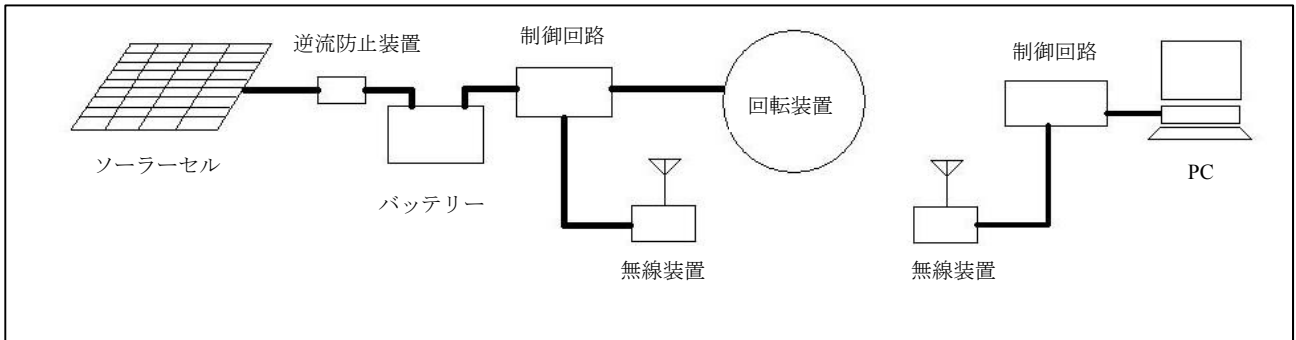 逆流防止装置
制御回路
制御回路
回転装置
ソーラーセル
PC
バッテリー
無線装置
無線装置